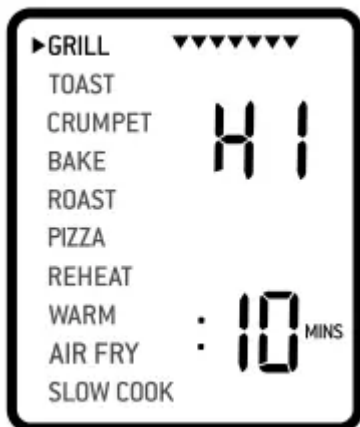 ▶GRILL ▼▼▼▼▼▼▼
TOAST
CRUMPET
HI
BAKE
ROAST
PIZZA
REHEAT
WARM
:10 MINS
AIR FRY
SLOW COOK